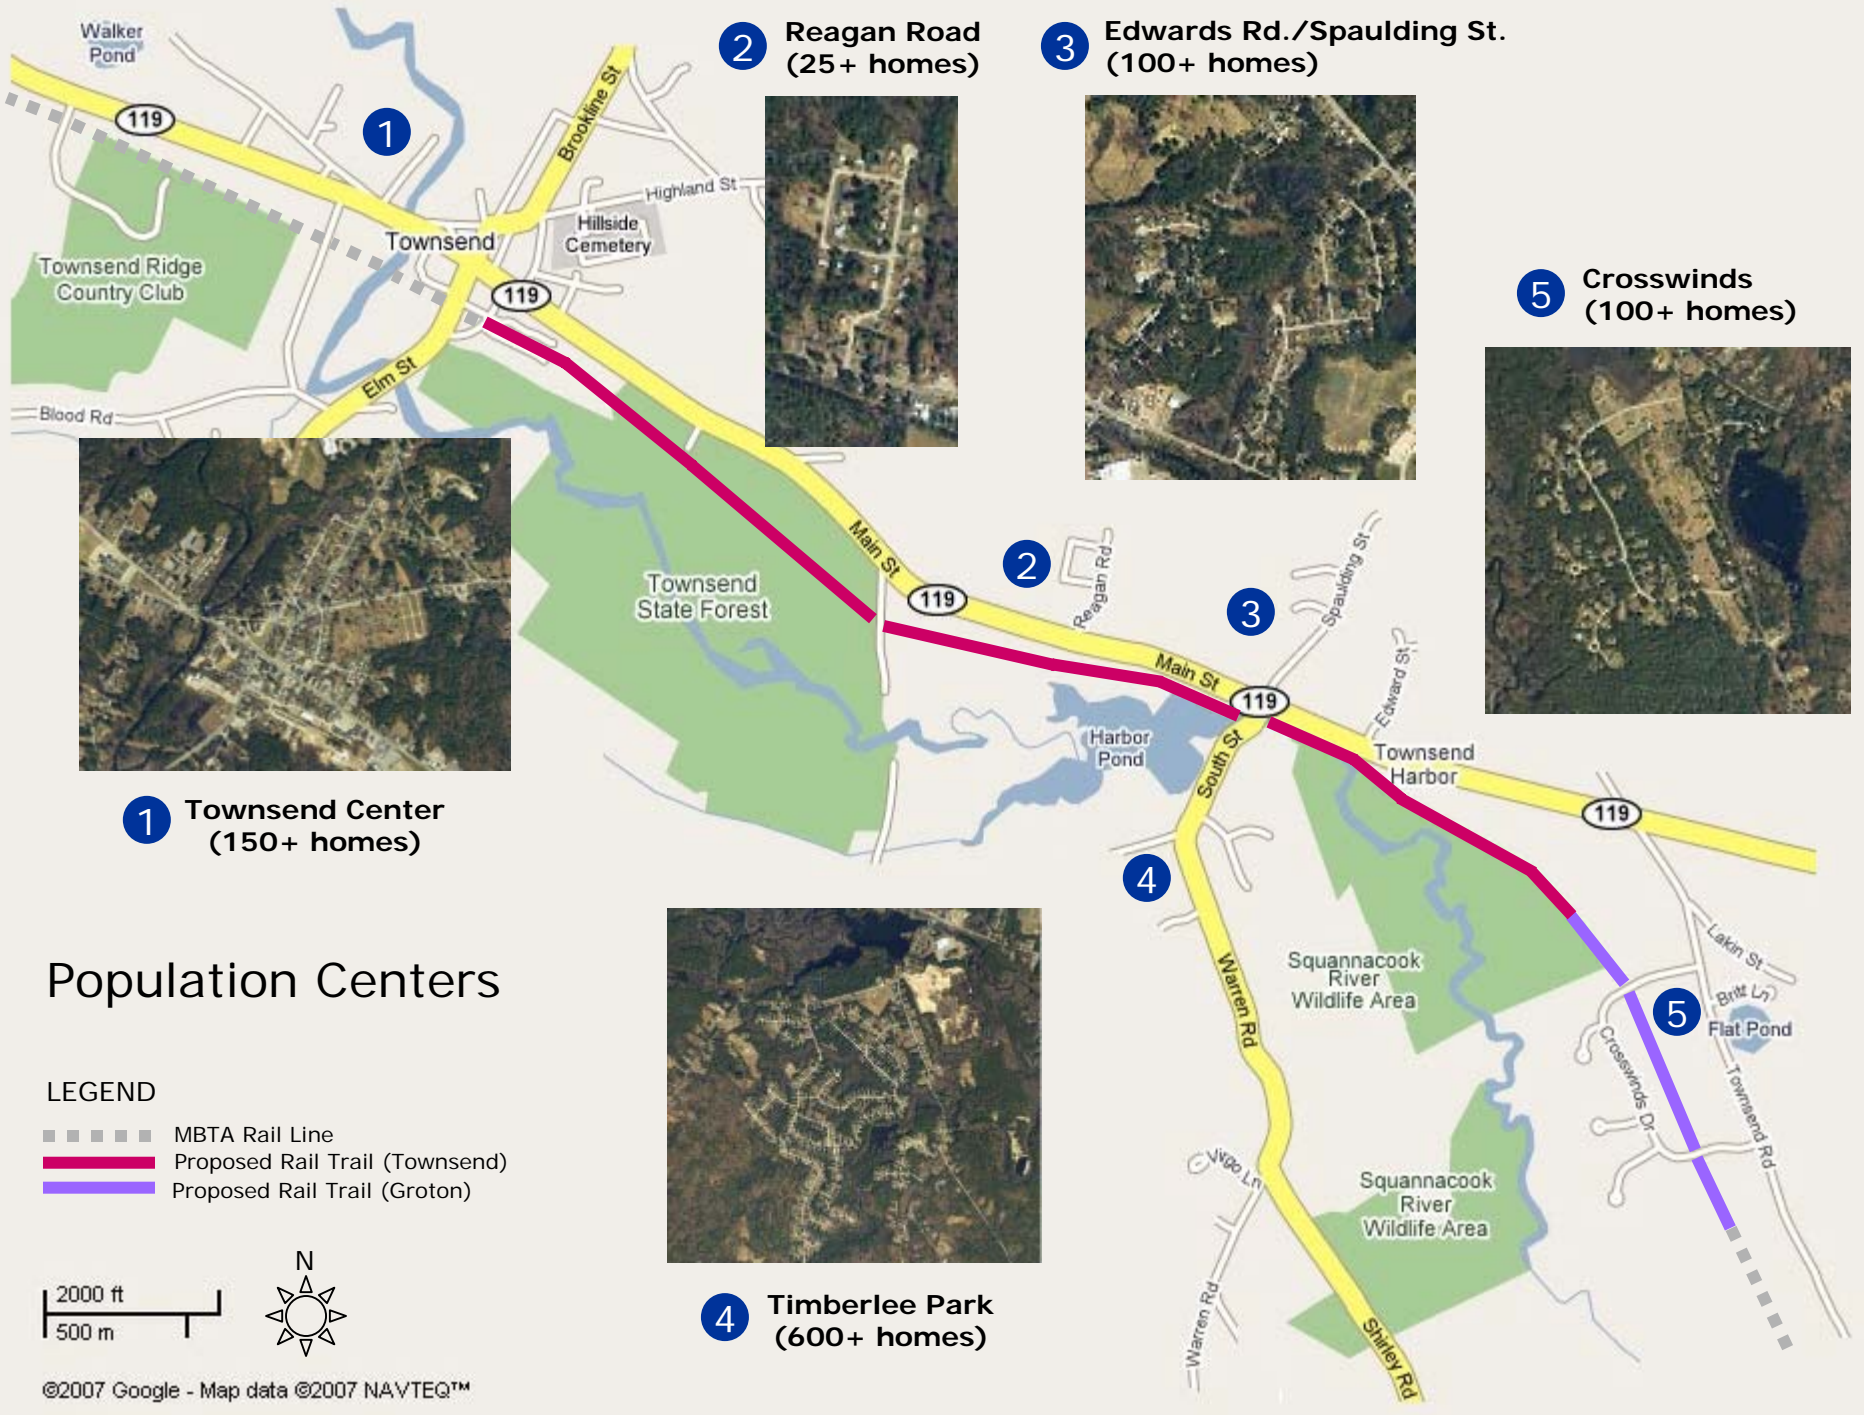 Walker
Pond
2
Reagan Road
(25+ homes)
3
Edwards Rd./Spaulding St.
(100+ homes)
119
1
Brookline St
Highland St
Hillside
Cemetery
Townsend
Townsend Ridge
Country Club
119
5
Crosswinds
(100+ homes)
Elm St
Blood Rd
Main St
Townsend
State Forest
2
Reagan Rd
119
3
Spaulding St
Edward St
Main St
119
Harbor
Pond
South St
Townsend
Harbor
119
1
Townsend Center
(150+ homes)
4
Lakin St
Population Centers
Squannacook
River
Wildlife Area
Warren Rd
5
Britt Ln
Flat Pond
Crosswinds Dr
Townsend Rd
LEGEND
MBTA Rail Line
Proposed Rail Trail (Townsend)
Proposed Rail Trail (Groton)
Virgo Ln
Squannacook
River
Wildlife Area
N
2000 ft
500 m
4
Timberlee Park
(600+ homes)
Warren Rd
Shirley Rd
©2007 Google - Map data ©2007 NAVTEQ™